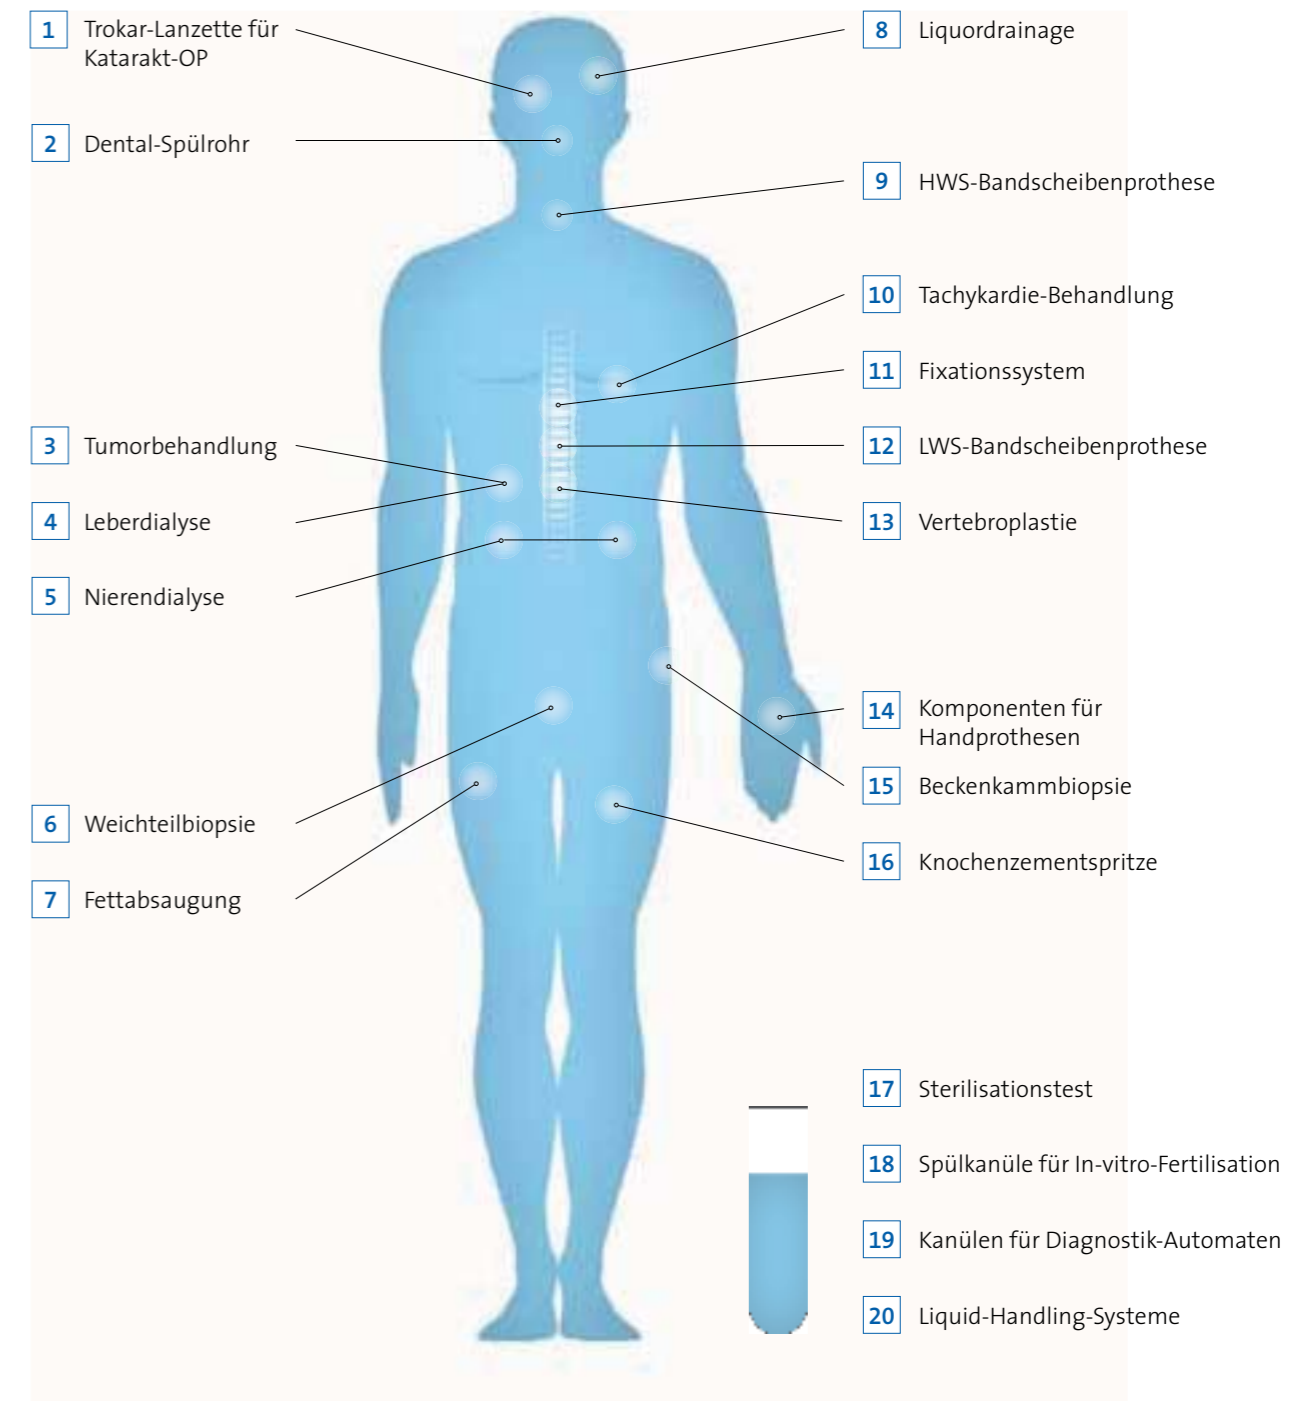 1 Trokar-Lanzette für
Katarakt-OP
2 Dental-Spülrohr
3 Tumorbehandlung
4 Leberdialyse
5 Nierendialyse
6 Weichteilbiopsie
7 Fettabsaugung
8 Liquordrainage
9 HWS-Bandscheibenprothese
10 Tachykardie-Behandlung
11 Fixationssystem
12 LWS-Bandscheibenprothese
13 Vertebroplastie
14 Komponenten für
Handprothesen
15 Beckenkammbiopsie
16 Knochenzementspritze
17 Sterilisationstest
18 Spülkanüle für In-vitro-Fertilisation
19 Kanülen für Diagnostik-Automaten
20 Liquid-Handling-Systeme